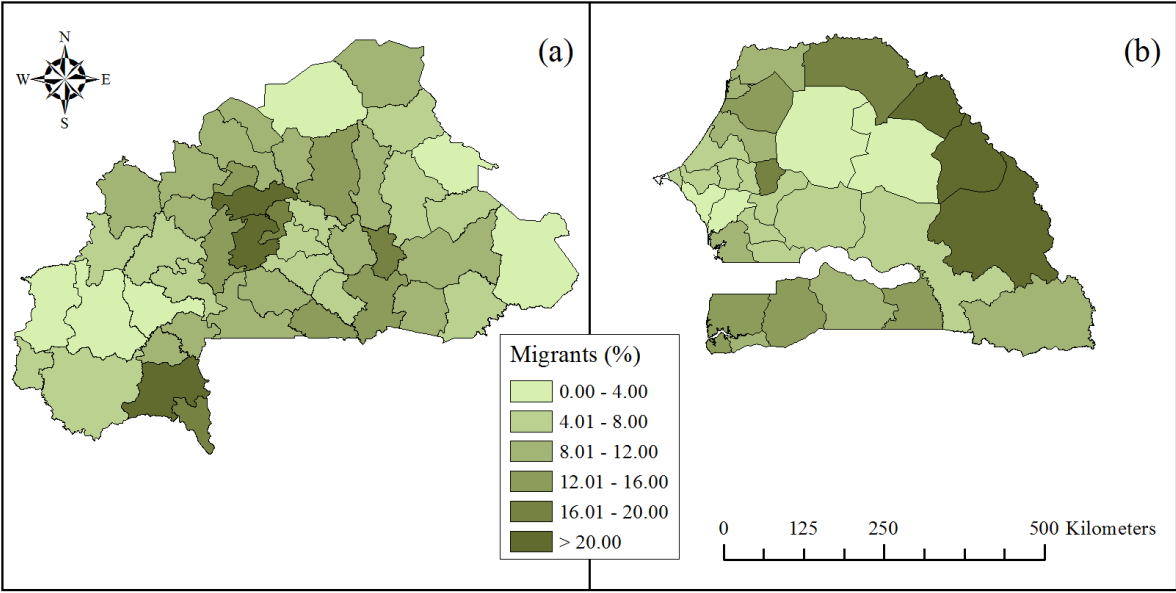 N
W E
S
(a)
(b)
Migrants (%)
0.00 - 4.00
4.01 - 8.00
8.01 - 12.00
12.01 - 16.00
16.01 - 20.00
> 20.00
0 125 250 500 Kilometers